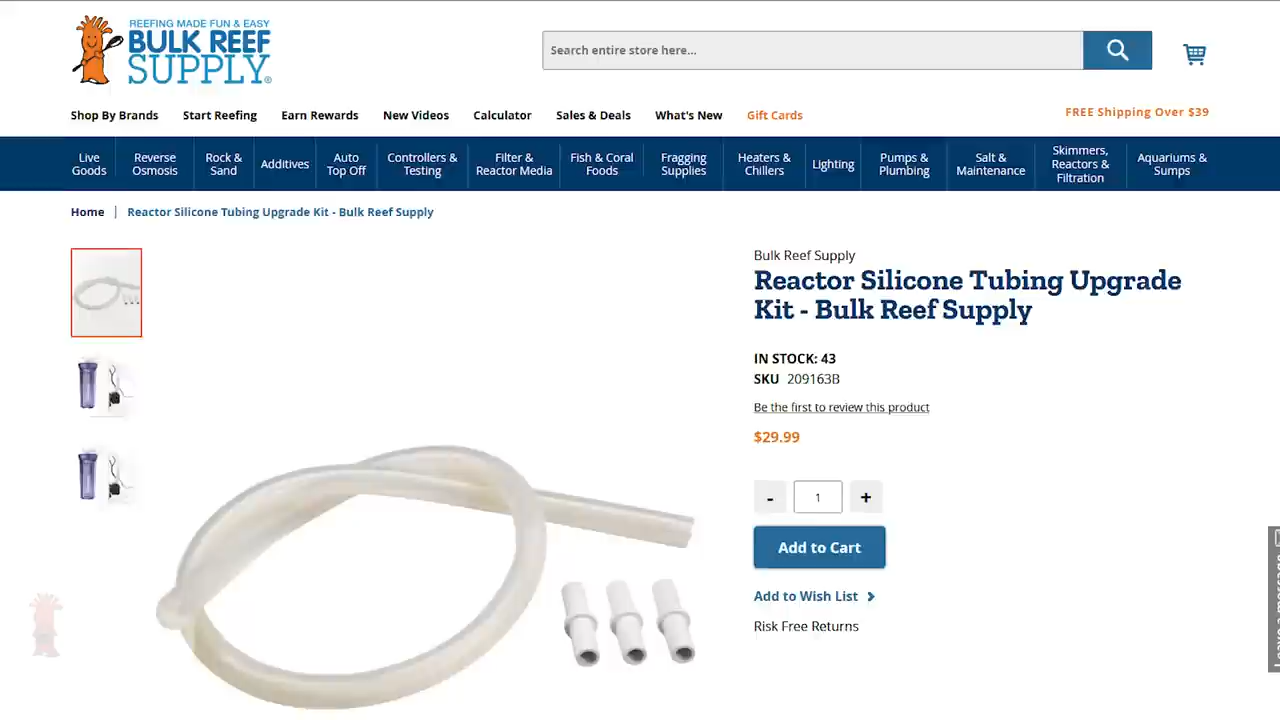 REEFING MADE FUN & EASY
BULK REEF
SUPPLY®
Search entire store here...
Shop By Brands
Start Reefing
Earn Rewards
New Videos
Calculator
Sales & Deals
What's New
Gift Cards
FREE Shipping Over $39
Live
Goods
Reverse
Osmosis
Rock &
Sand
Additives
Auto
Top Off
Controllers &
Testing
Filter &
Reactor Media
Fish & Coral
Foods
Fragging
Supplies
Heaters &
Chillers
Lighting
Pumps &
Plumbing
Salt &
Maintenance
Skimmers,
Reactors &
Filtration
Aquariums &
Sumps
Home | Reactor Silicone Tubing Upgrade Kit - Bulk Reef Supply
Bulk Reef Supply
Reactor Silicone Tubing Upgrade
Kit - Bulk Reef Supply
IN STOCK: 43
SKU 209163B
Be the first to review this product
$29.99
- 1 +
Add to Cart
Add to Wish List
Risk Free Returns
Leave a message